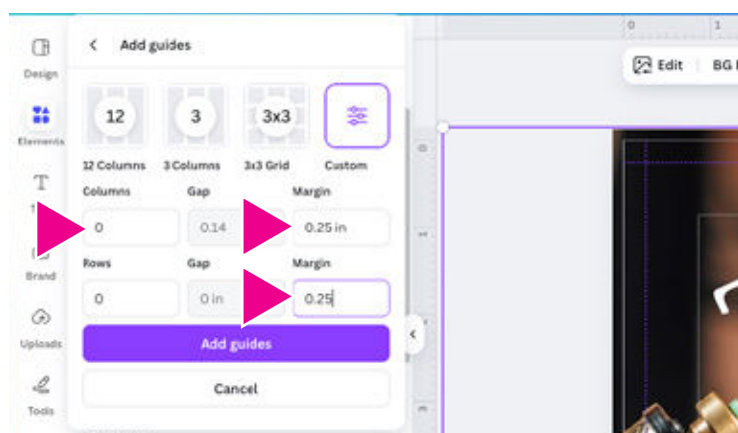 0 1
Design
< Add guides
Edit BG
12 3 3x3
Elements
12 Columns 3 Columns 3x3 Grid Custom
Columns Gap Margin
0 0.14 0.25 in
Brand
Rows Gap Margin
0 0 in 0.25
Uploads
Add guides
Cancel
Tools